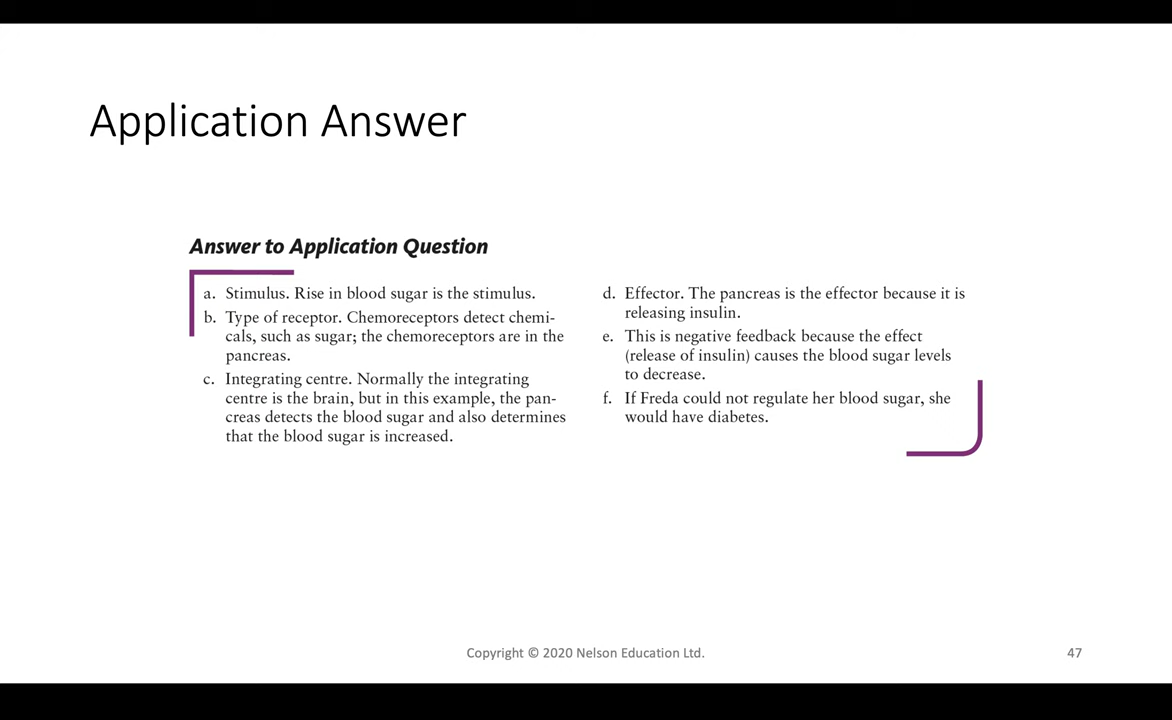 Application Answer
Answer to Application Question
a. Stimulus. Rise in blood sugar is the stimulus.
b. Type of receptor. Chemoreceptors detect chemi-
cals, such as sugar; the chemoreceptors are in the
pancreas.
c. Integrating centre. Normally the integrating
centre is the brain, but in this example, the pan-
creas detects the blood sugar and also determines
that the blood sugar is increased.
d. Effector. The pancreas is the effector because it is
releasing insulin.
e. This is negative feedback because the effect
(release of insulin) causes the blood sugar levels
to decrease.
f. If Freda could not regulate her blood sugar, she
would have diabetes.
Copyright © 2020 Nelson Education Ltd.
47